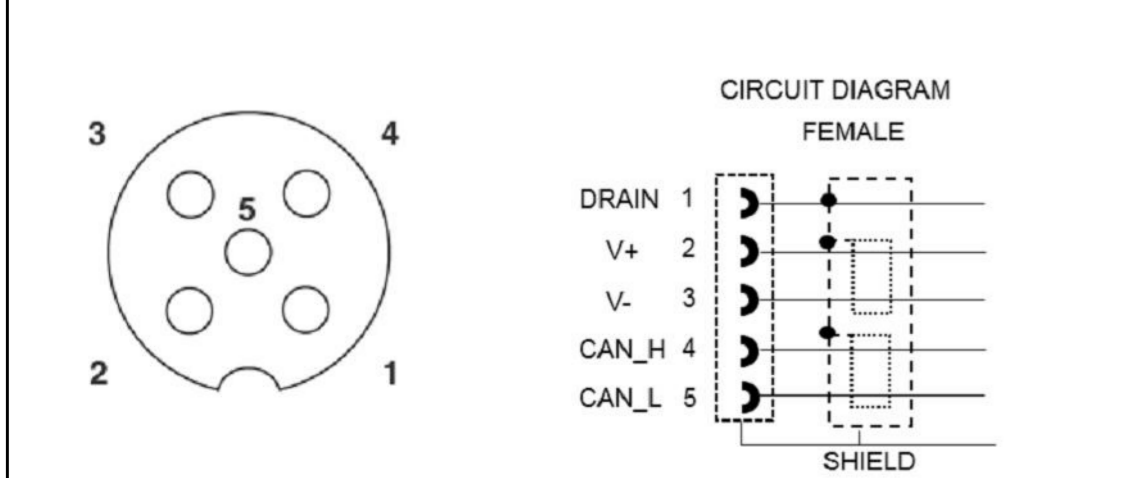 3
4
5
2
1
CIRCUIT DIAGRAM
FEMALE
DRAIN 1
V+ 2
V- 3
CAN_H 4
CAN_L 5
SHIELD